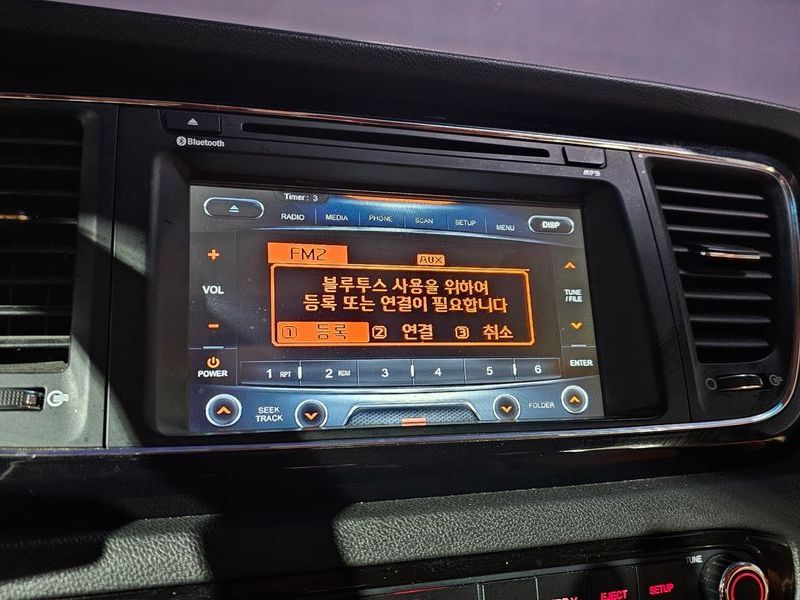 Bluetooth
MP3
Timer : 3
RADIO MEDIA PHONE SCAN SETUP MENU DISP
FM2 AUX
VOL
블루투스 사용을 위하여
등록 또는 연결이 필요합니다
① 등록 ② 연결 ③ 취소
TUNE
/ FILE
POWER
1 RPT 2 RDM 3 4 5 6
ENTER
SEEK
TRACK
FOLDER
TUNE
EJECT SETUP